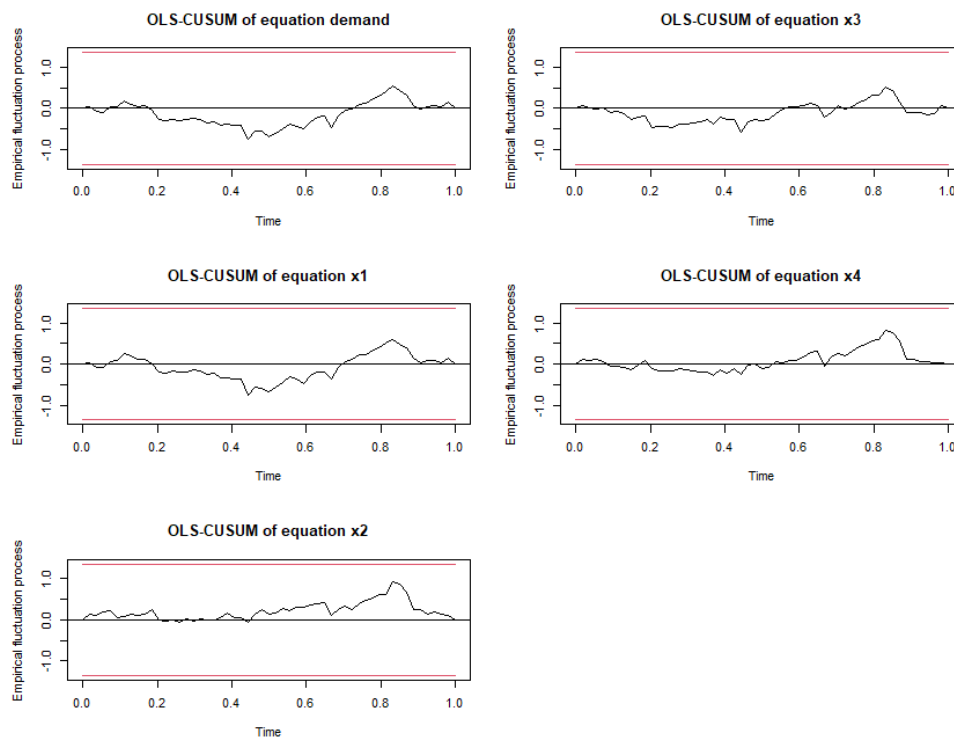 OLS-CUSUM of equation demand
Empirical fluctuation process
1.0
0.0
-1.0
0.0 0.2 0.4 0.6 0.8 1.0
Time
OLS-CUSUM of equation x3
Empirical fluctuation process
1.0
0.0
-1.0
0.0 0.2 0.4 0.6 0.8 1.0
Time
OLS-CUSUM of equation x1
Empirical fluctuation process
1.0
0.0
-1.0
0.0 0.2 0.4 0.6 0.8 1.0
Time
OLS-CUSUM of equation x4
Empirical fluctuation process
1.0
0.0
-1.0
0.0 0.2 0.4 0.6 0.8 1.0
Time
OLS-CUSUM of equation x2
Empirical fluctuation process
1.0
0.0
-1.0
0.0 0.2 0.4 0.6 0.8 1.0
Time